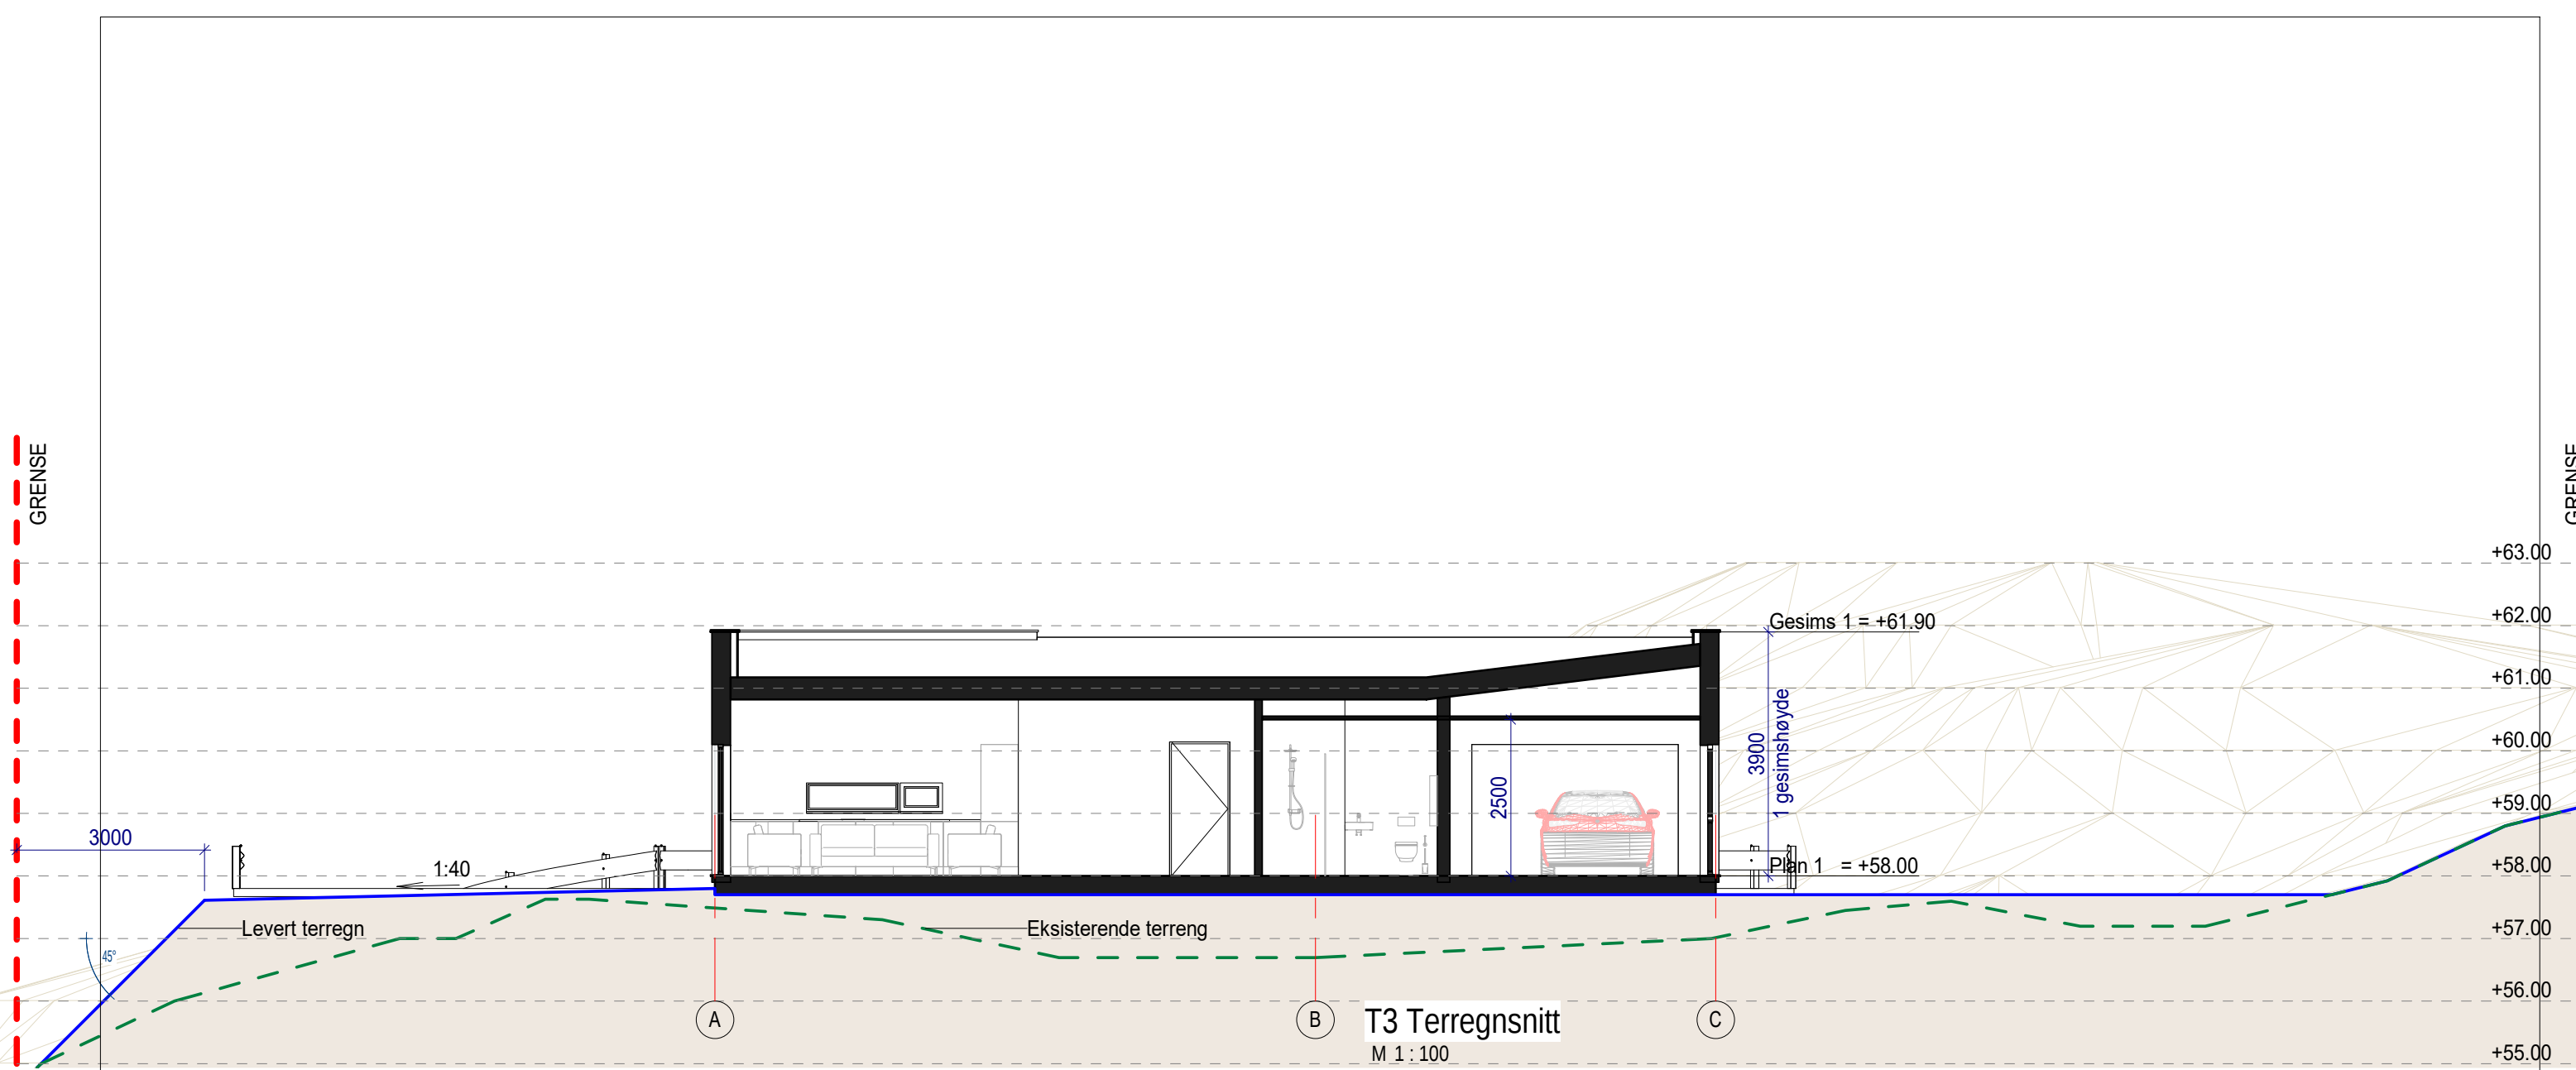 GRENSE
GRENSE
+63.00
Gesims 1 = +61.90
+62.00
+61.00
3900
1 gesimshøyde
+60.00
2500
+59.00
3000
1:40
Plan 1 = +58.00
+58.00
Levert terregn
Eksisterende terreng
+57.00
45°
+56.00
A
B
T3 Terregnsnitt
C
M 1 : 100
+55.00